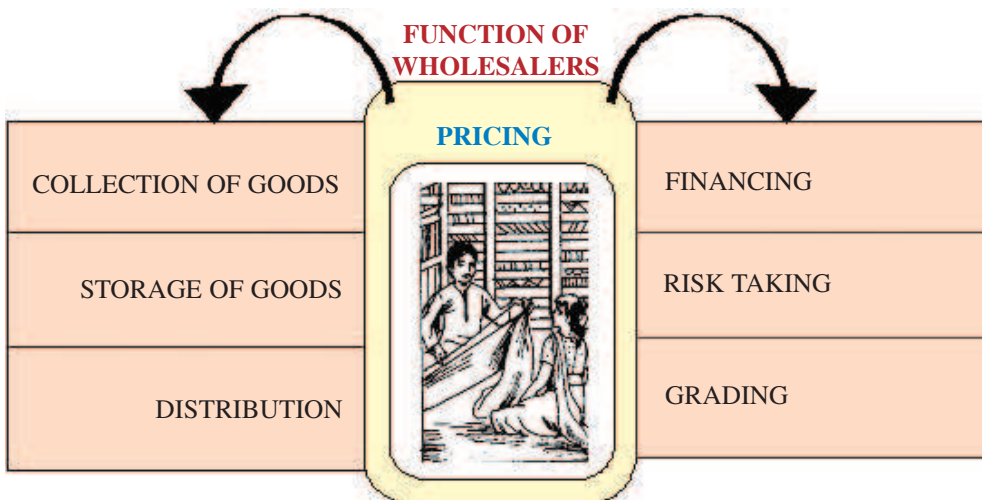 FUNCTION OF
WHOLESALERS
PRICING
COLLECTION OF GOODS
STORAGE OF GOODS
DISTRIBUTION
FINANCING
RISK TAKING
GRADING